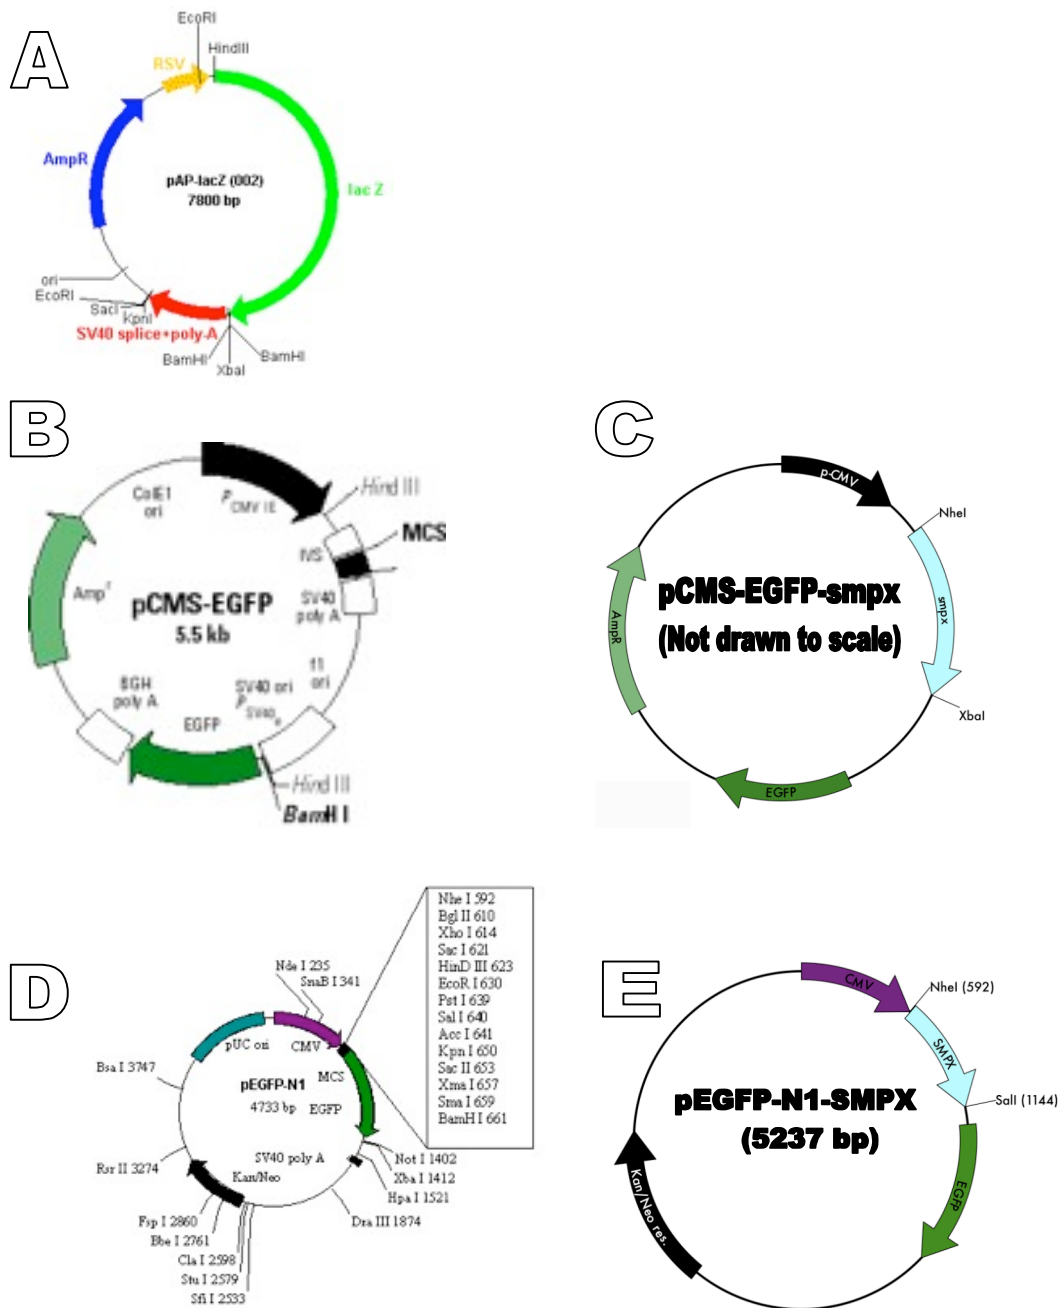 A
EcoRI
HindIII
RSV
AmpR
pAP-lacZ (002)
7800 bp
lac Z
ori
EcoRI
SacI
KpnI
SV40 splice+poly-A
BamHI
XbaI
BamHI
B
ColE1
ori
P CMV IE
Hind III
MCS
IVS
Ampr
pCMS-EGFP
5.5 kb
SV40
poly A
f1
ori
BGH
poly A
SV40 ori
P SV40e
EGFP
Hind III
BamH I
C
p-CMV
NheI
smpx
pCMS-EGFP-smpx
(Not drawn to scale)
AmpR
XbaI
EGFP
D
Nhe I 592
Bgl II 610
Xho I 614
Sac I 621
HinD III 623
EcoR I 630
Pst I 639
Sal I 640
Acc I 641
Kpn I 650
Sac II 653
Xma I 657
Sma I 659
BamH I 661
Nde I 235
SnaB I 341
pUC ori
CMV
Bsa I 3747
MCS
pEGFP-N1
4733 bp
EGFP
SV40 poly A
Not I 1402
Xba I 1412
Hpa I 1521
Rsr II 3274
Kan/Neo
Dra III 1874
Fsp I 2860
Bbe I 2761
Cla I 2598
Stu I 2579
Sfi I 2533
E
CMV
NheI (592)
SMPX
SalI (1144)
pEGFP-N1-SMPX
(5237 bp)
Kan/Neo res.
EGFP